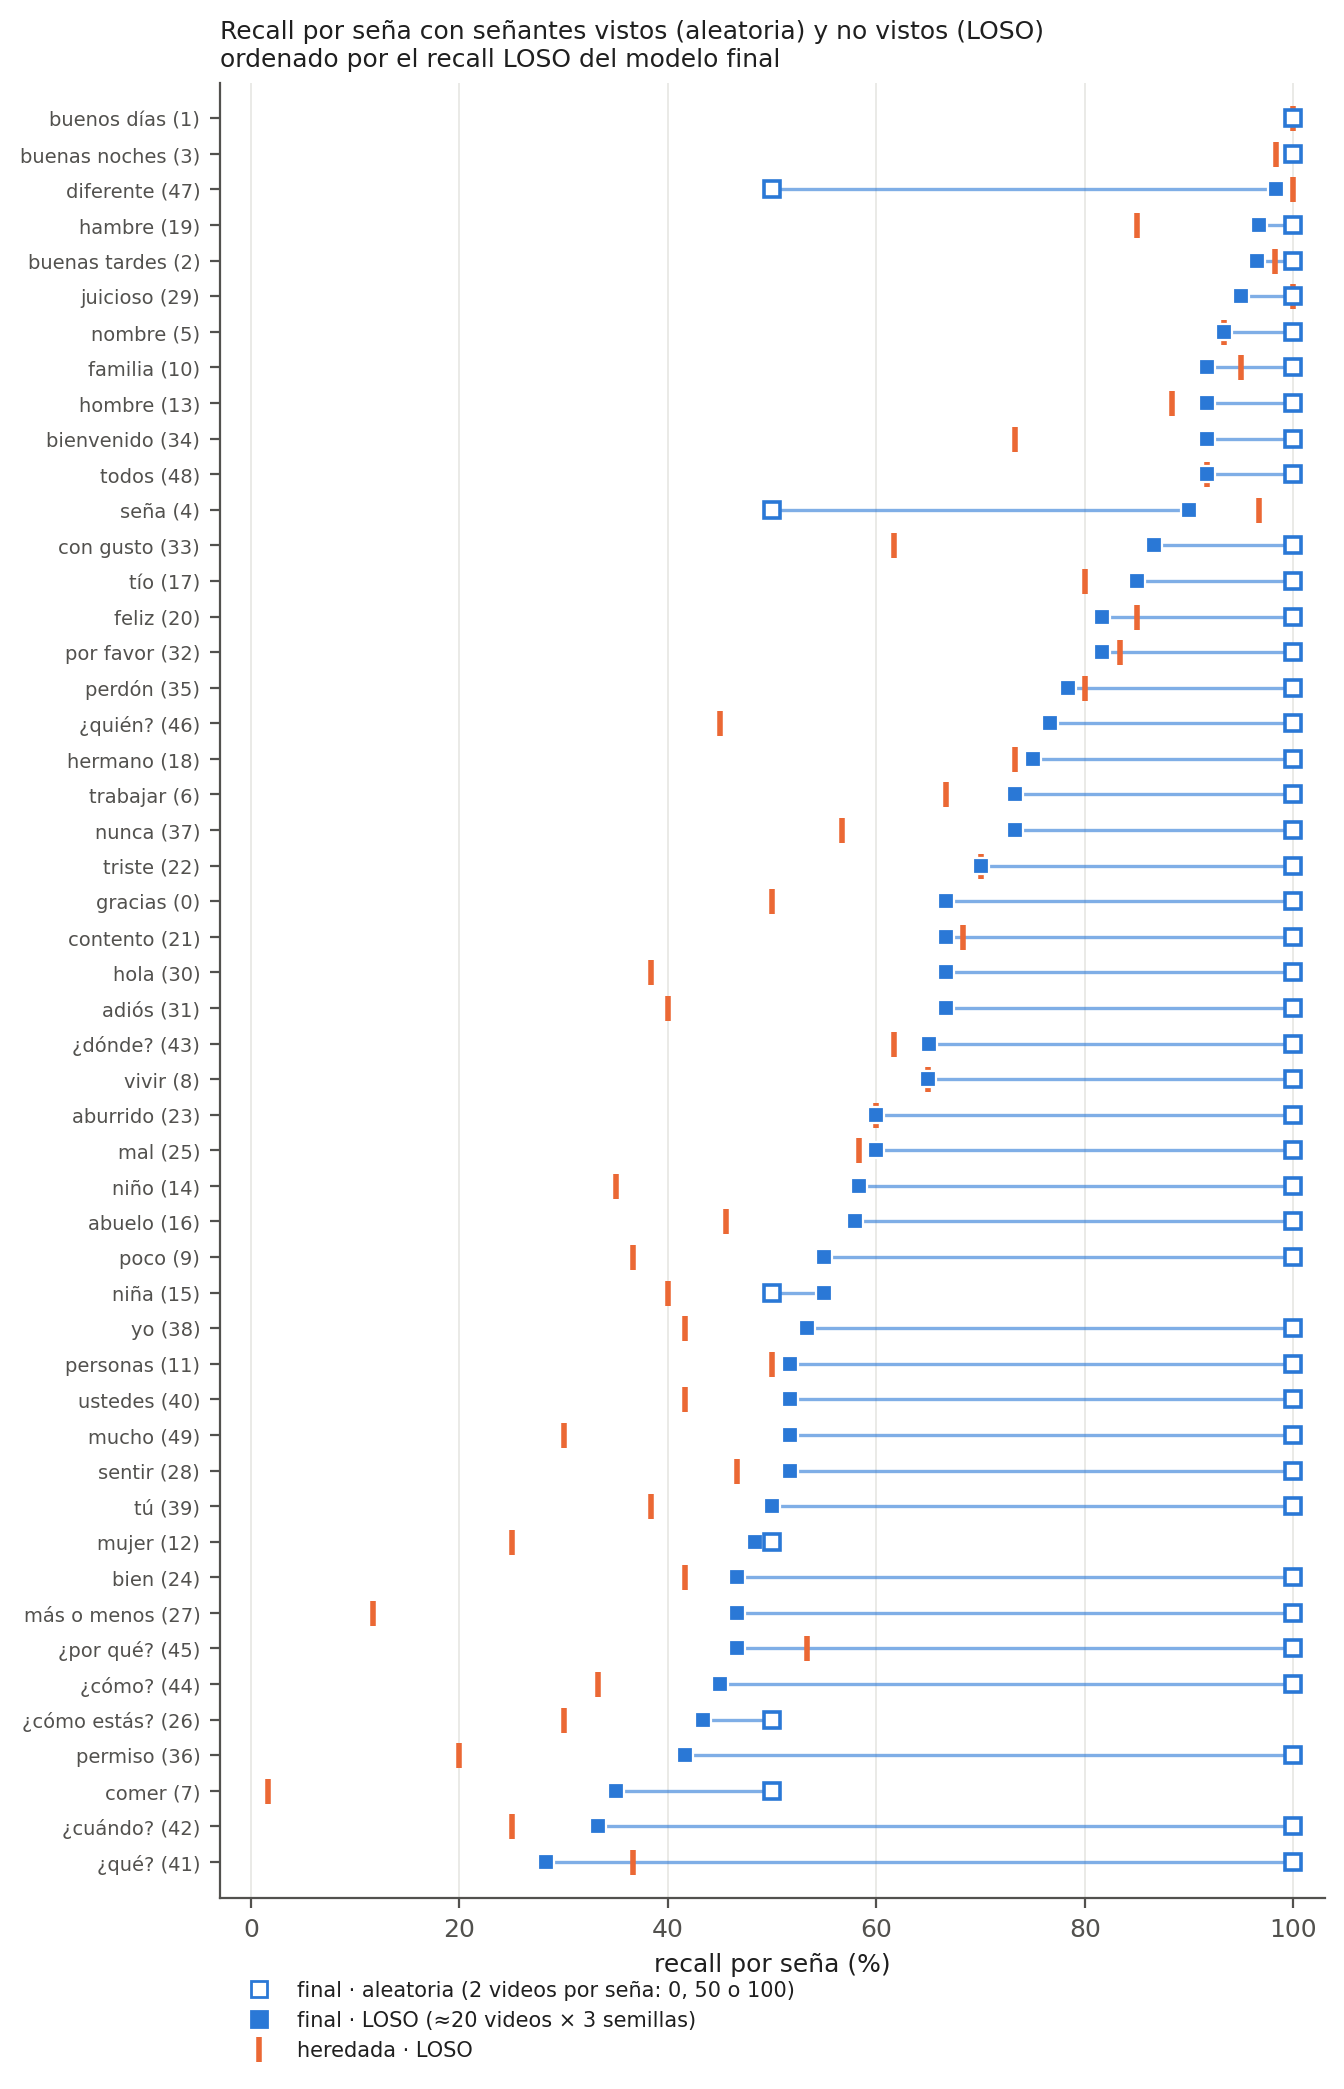 Recall por seña con señantes vistos (aleatoria) y no vistos (LOSO)
ordenado por el recall LOSO del modelo final
buenos días (1)
buenas noches (3)
diferente (47)
hambre (19)
buenas tardes (2)
juicioso (29)
nombre (5)
familia (10)
hombre (13)
bienvenido (34)
todos (48)
seña (4)
con gusto (33)
tío (17)
feliz (20)
por favor (32)
perdón (35)
¿quién? (46)
hermano (18)
trabajar (6)
nunca (37)
triste (22)
gracias (0)
contento (21)
hola (30)
adiós (31)
¿dónde? (43)
vivir (8)
aburrido (23)
mal (25)
niño (14)
abuelo (16)
poco (9)
niña (15)
yo (38)
personas (11)
ustedes (40)
mucho (49)
sentir (28)
tú (39)
mujer (12)
bien (24)
más o menos (27)
¿por qué? (45)
¿cómo? (44)
¿cómo estás? (26)
permiso (36)
comer (7)
¿cuándo? (42)
¿qué? (41)
0 20 40 60 80 100
recall por seña (%)
final · aleatoria (2 videos por seña: 0, 50 o 100)
final · LOSO (≈20 videos × 3 semillas)
heredada · LOSO